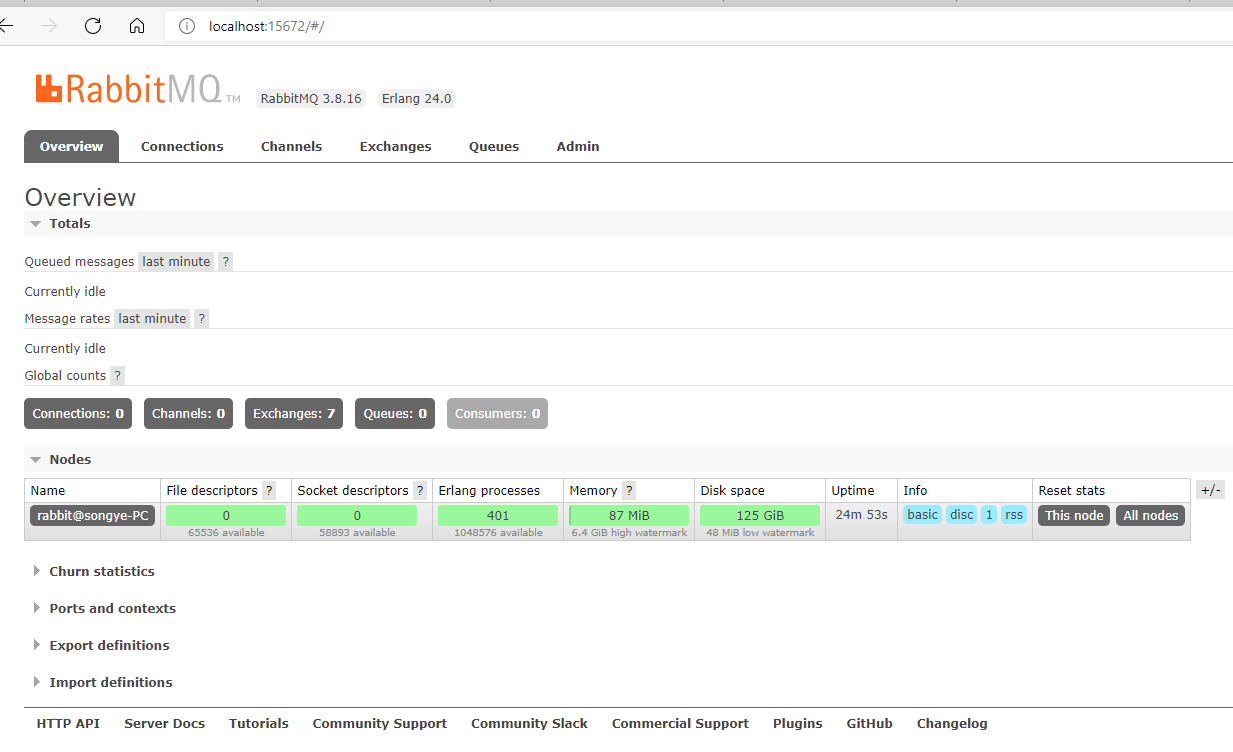 localhost:15672/#/
RabbitMQ TM RabbitMQ 3.8.16 Erlang 24.0
Overview Connections Channels Exchanges Queues Admin
Overview
Totals
Queued messages last minute ?
Currently idle
Message rates last minute ?
Currently idle
Global counts ?
Connections: 0 Channels: 0 Exchanges: 7 Queues: 0 Consumers: 0
Nodes
Name File descriptors ? Socket descriptors ? Erlang processes Memory ? Disk space Uptime Info Reset stats +/-
rabbit@songye-PC 0 0 401 87 MiB 125 GiB 24m 53s basic disc 1 rss This node All nodes
65536 available 58893 available 1048576 available 6.4 GiB high watermark 48 MiB low watermark
Churn statistics
Ports and contexts
Export definitions
Import definitions
HTTP API Server Docs Tutorials Community Support Community Slack Commercial Support Plugins GitHub Changelog